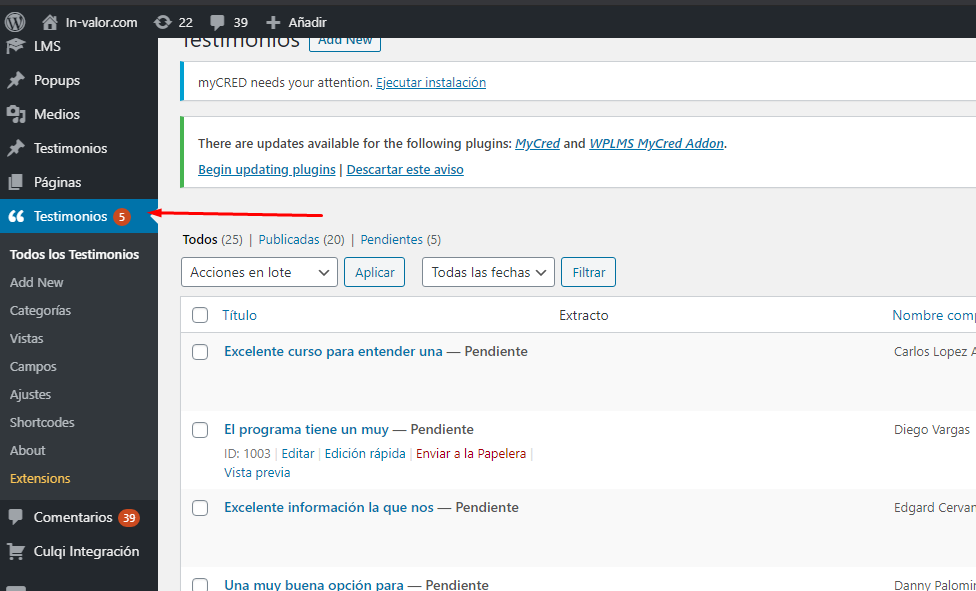 In-valor.com 22 39 Añadir
LMS
Popups
Medios
Testimonios
Páginas
Testimonios 5
Todos los Testimonios
Add New
Categorías
Vistas
Campos
Ajustes
Shortcodes
About
Extensions
Comentarios 39
Culqi Integración
Testimonios Add New
myCRED needs your attention. Ejecutar instalación
There are updates available for the following plugins: MyCred and WPLMS MyCred Addon.
Begin updating plugins | Descartar este aviso
Todos (25) | Publicadas (20) | Pendientes (5)
Acciones en lote Aplicar Todas las fechas Filtrar
Título Extracto Nombre comp
Excelente curso para entender una — Pendiente Carlos Lopez A
El programa tiene un muy — Pendiente Diego Vargas
ID: 1003 | Editar | Edición rápida | Enviar a la Papelera |
Vista previa
Excelente información la que nos — Pendiente Edgard Cervan
Una muy buena opción para — Pendiente Danny Palomin